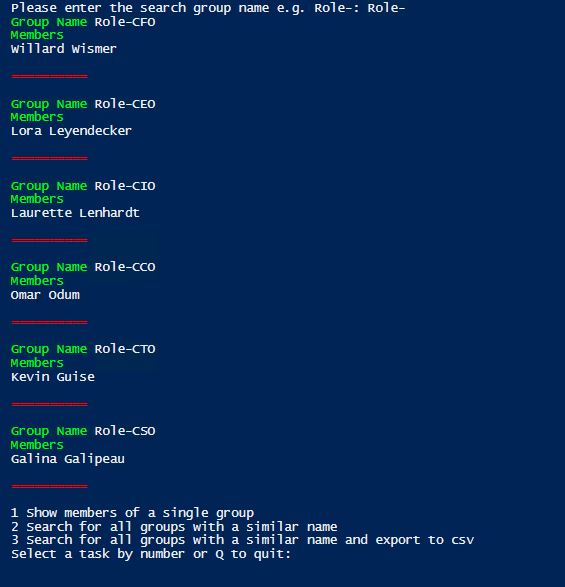 Please enter the search group name e.g. Role-: Role-
Group Name Role-CFO
Members
Willard Wismer
==========
Group Name Role-CEO
Members
Lora Leyendecker
==========
Group Name Role-CIO
Members
Laurette Lenhardt
==========
Group Name Role-CCO
Members
Omar Odum
==========
Group Name Role-CTO
Members
Kevin Guise
==========
Group Name Role-CSO
Members
Galina Galipeau
==========
1 Show members of a single group
2 Search for all groups with a similar name
3 Search for all groups with a similar name and export to csv
Select a task by number or Q to quit: